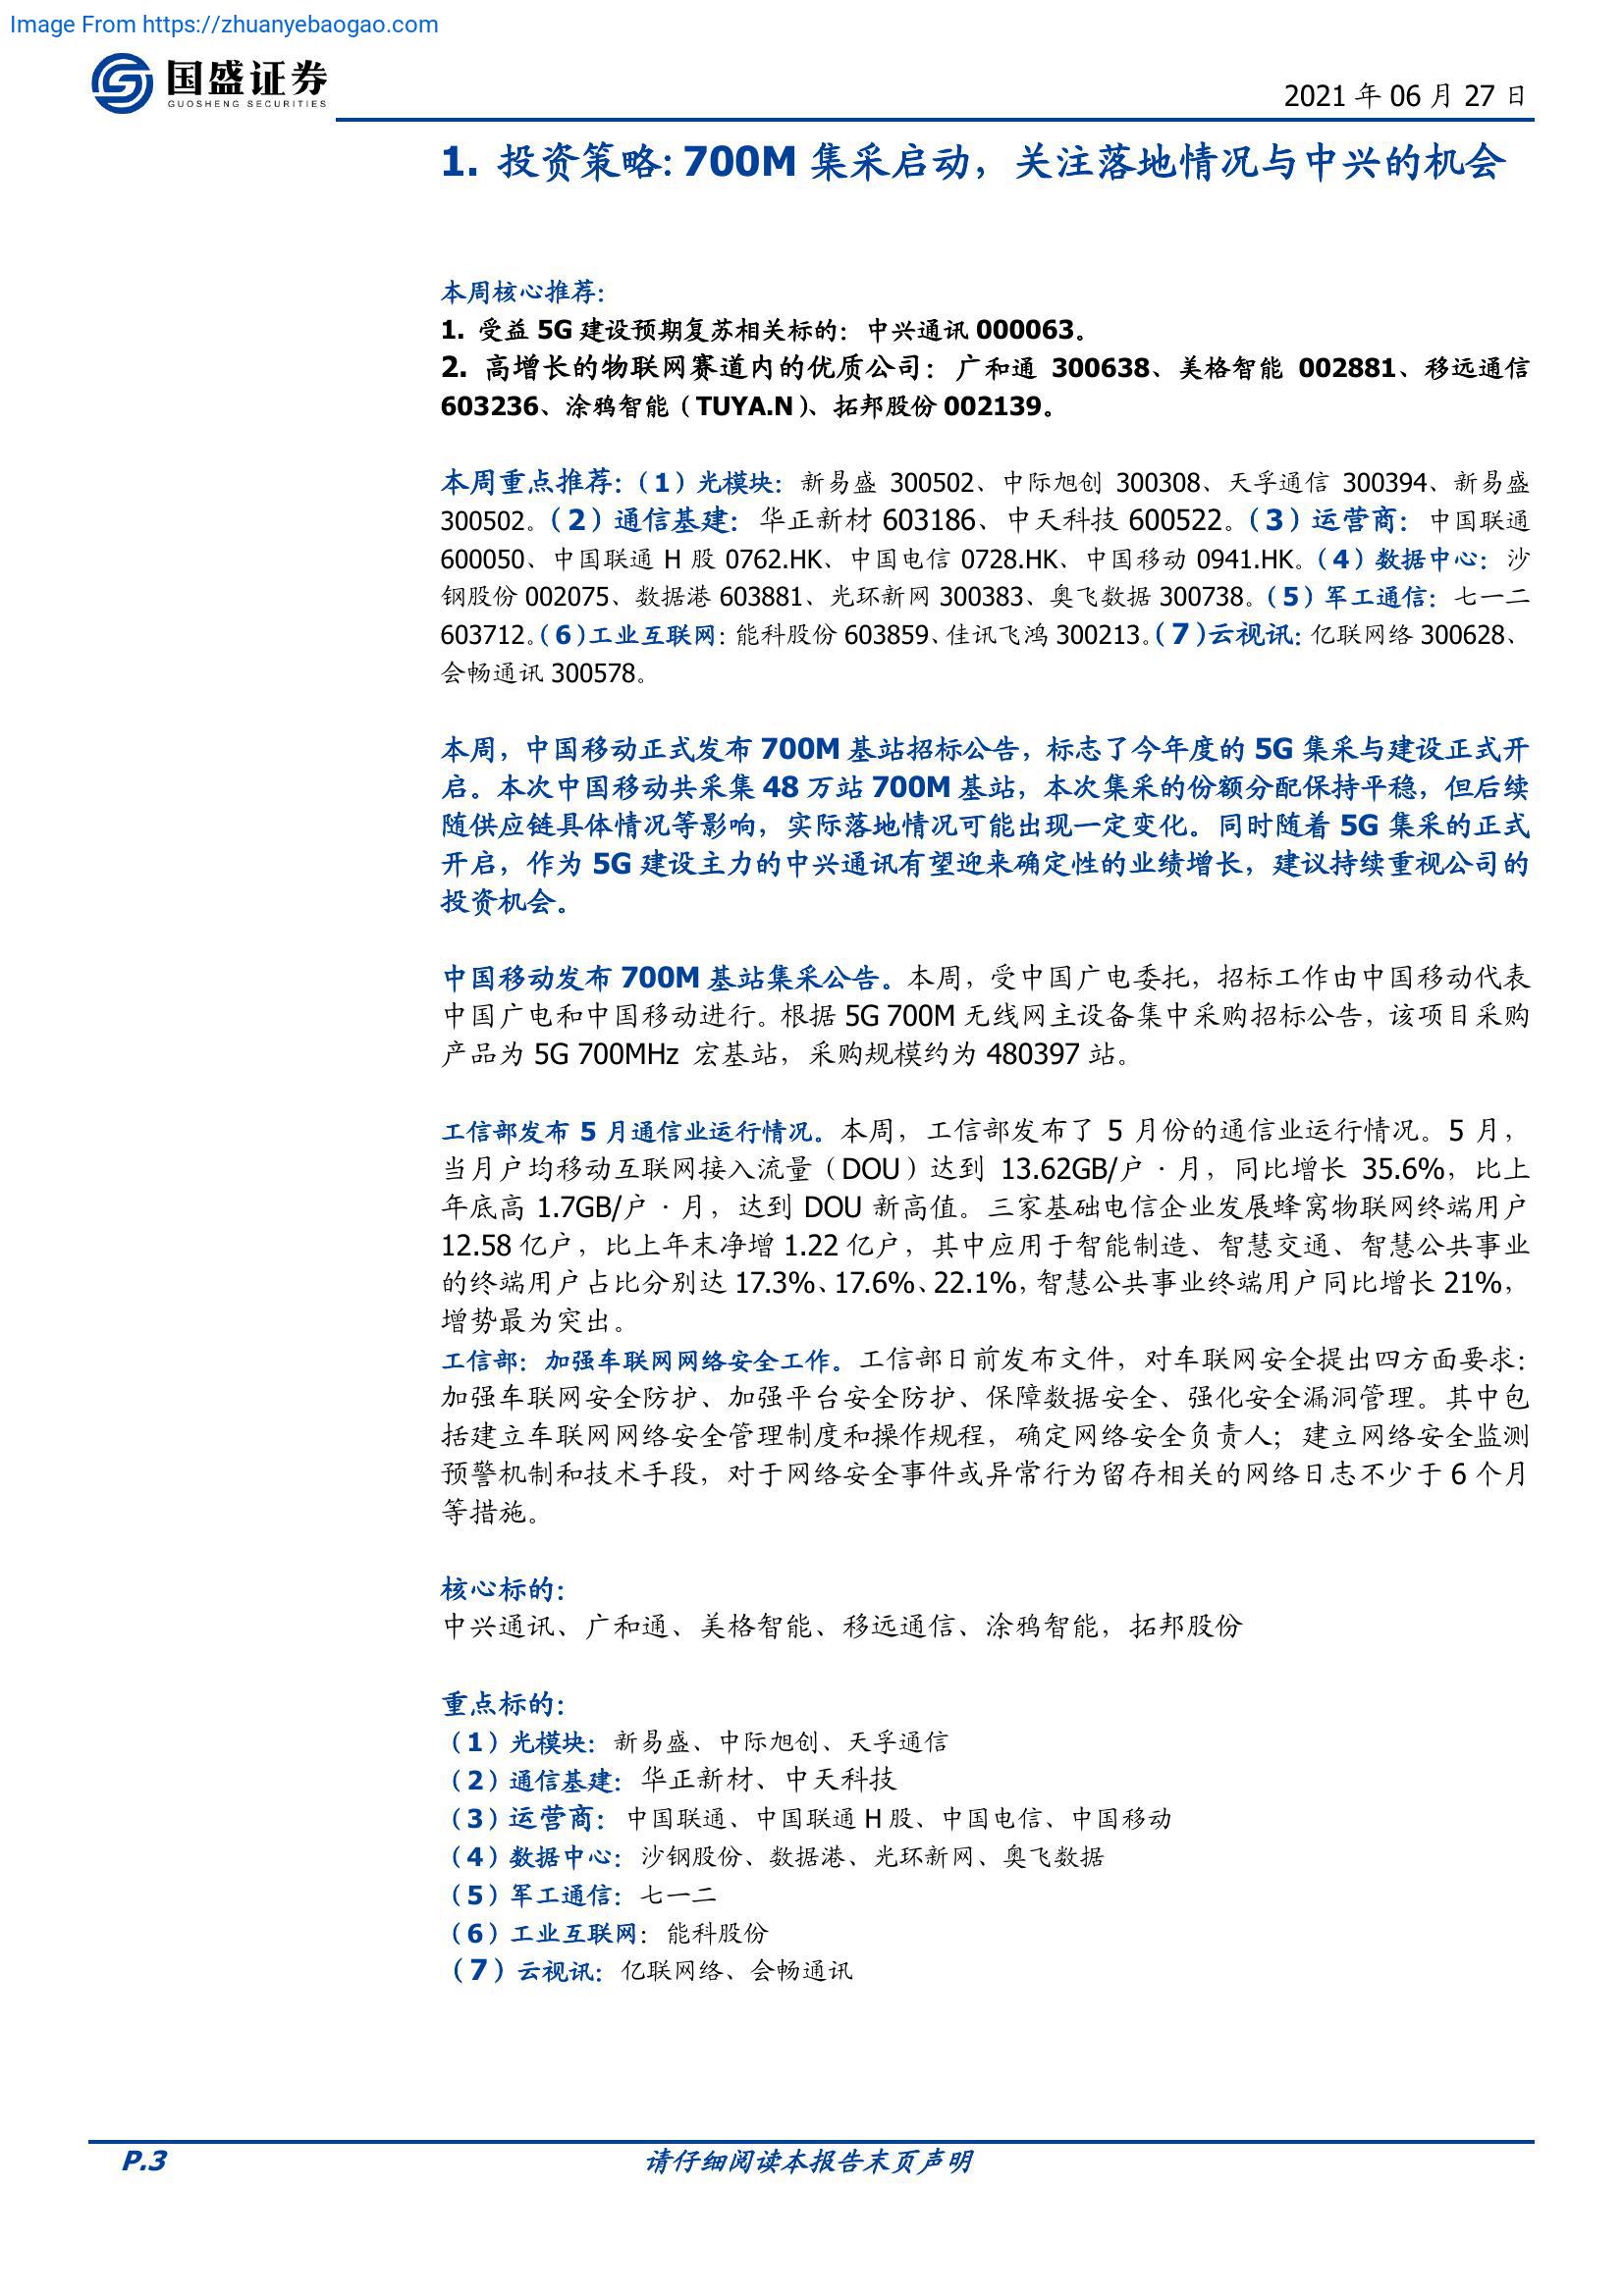 Image From https://zhuanyebaogao.com
国盛证券
GUOSHENG SECURITIES
2021 年 06 月 27 日
1. 投资策略：700M 集采启动，关注落地情况与中兴的机会
本周核心推荐：
1. 受益 5G 建设预期复苏相关标的：中兴通讯 000063。
2. 高增长的物联网赛道内的优质公司：广和通 300638、美格智能 002881、移远通信
603236、涂鸦智能（TUYA.N）、拓邦股份 002139。
本周重点推荐：（1）光模块：新易盛 300502、中际旭创 300308、天孚通信 300394、新易盛
300502。（2）通信基建：华正新材 603186、中天科技 600522。（3）运营商：中国联通
600050、中国联通 H 股 0762.HK、中国电信 0728.HK、中国移动 0941.HK。（4）数据中心：沙
钢股份 002075、数据港 603881、光环新网 300383、奥飞数据 300738。（5）军工通信：七一二
603712。（6）工业互联网：能科股份 603859、佳讯飞鸿 300213。（7）云视讯：亿联网络 300628、
会畅通讯 300578。
本周，中国移动正式发布 700M 基站招标公告，标志了今年度的 5G 集采与建设正式开
启。本次中国移动共采集 48 万站 700M 基站，本次集采的份额分配保持平稳，但后续
随供应链具体情况等影响，实际落地情况可能出现一定变化。同时随着 5G 集采的正式
开启，作为 5G 建设主力的中兴通讯有望迎来确定性的业绩增长，建议持续重视公司的
投资机会。
中国移动发布 700M 基站集采公告。本周，受中国广电委托，招标工作由中国移动代表
中国广电和中国移动进行。根据 5G 700M 无线网主设备集中采购招标公告，该项目采购
产品为 5G 700MHz 宏基站，采购规模约为 480397 站。
工信部发布 5 月通信业运行情况。本周，工信部发布了 5 月份的通信业运行情况。5 月，
当月户均移动互联网接入流量（DOU）达到 13.62GB/户·月，同比增长 35.6%，比上
年底高 1.7GB/户·月，达到 DOU 新高值。三家基础电信企业发展蜂窝物联网终端用户
12.58 亿户，比上年末净增 1.22 亿户，其中应用于智能制造、智慧交通、智慧公共事业
的终端用户占比分别达 17.3%、17.6%、22.1%，智慧公共事业终端用户同比增长 21%，
增势最为突出。
工信部：加强车联网网络安全工作。工信部日前发布文件，对车联网安全提出四方面要求：
加强车联网安全防护、加强平台安全防护、保障数据安全、强化安全漏洞管理。其中包
括建立车联网网络安全管理制度和操作规程，确定网络安全负责人；建立网络安全监测
预警机制和技术手段，对于网络安全事件或异常行为留存相关的网络日志不少于 6 个月
等措施。
核心标的：
中兴通讯、广和通、美格智能、移远通信、涂鸦智能，拓邦股份
重点标的：
（1）光模块：新易盛、中际旭创、天孚通信
（2）通信基建：华正新材、中天科技
（3）运营商：中国联通、中国联通 H 股、中国电信、中国移动
（4）数据中心：沙钢股份、数据港、光环新网、奥飞数据
（5）军工通信：七一二
（6）工业互联网：能科股份
（7）云视讯：亿联网络、会畅通讯
P.3
请仔细阅读本报告末页声明